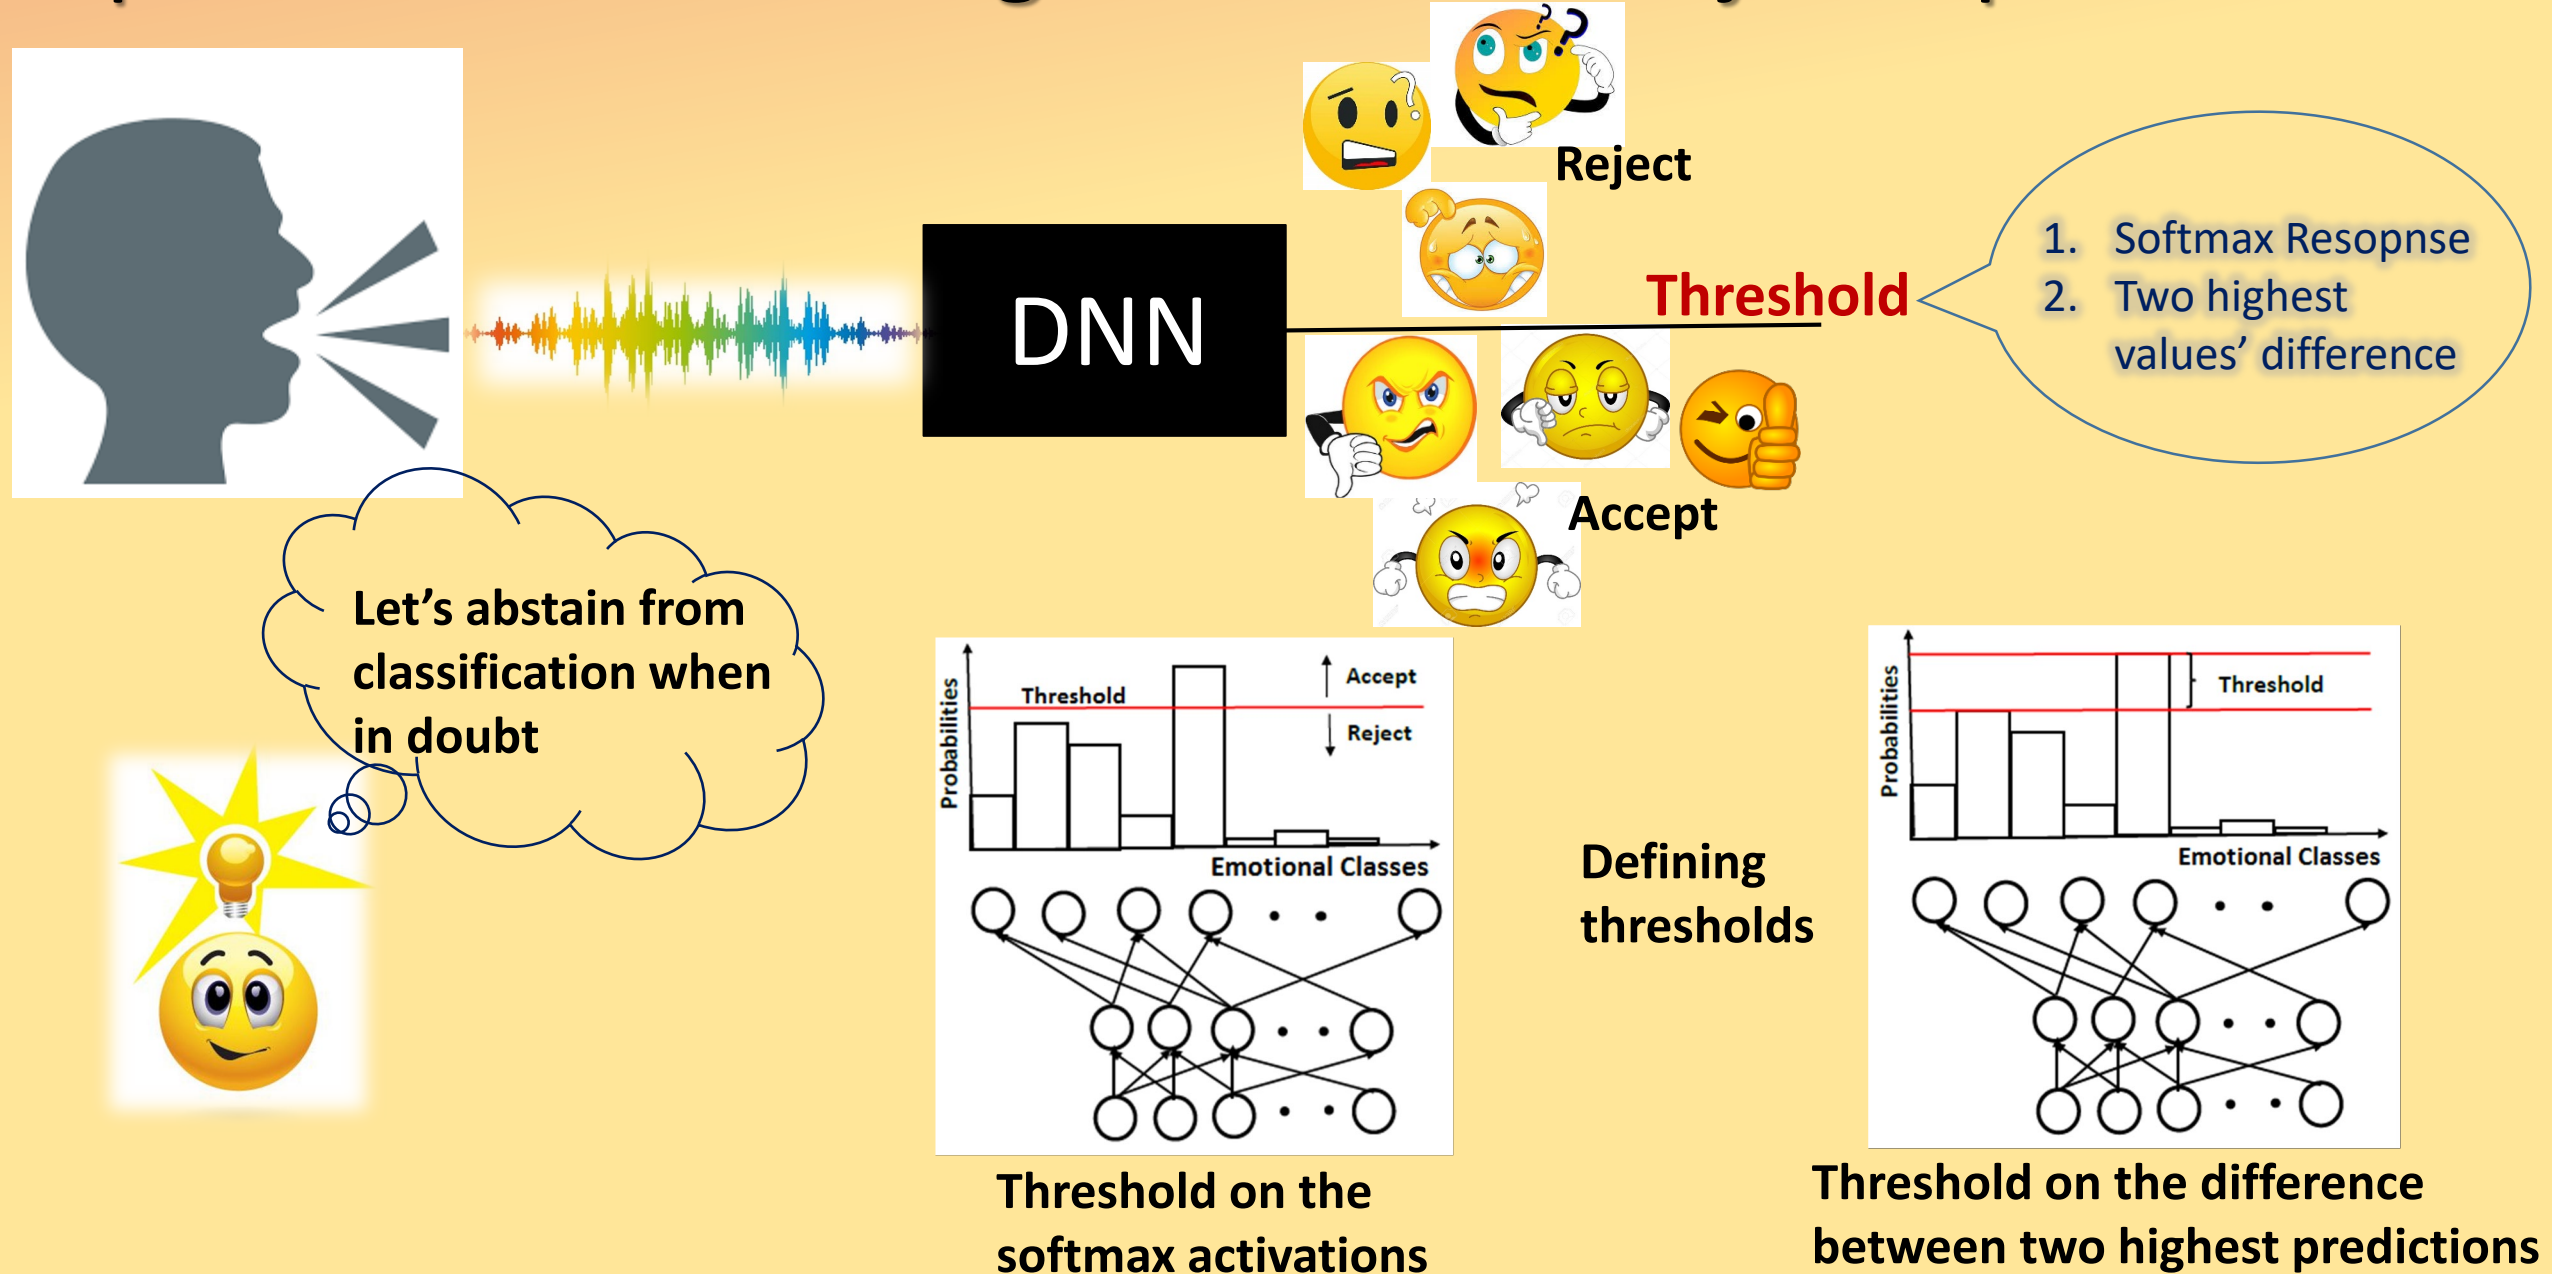 Reject
DNN
Threshold
1. Softmax Resopnse
2. Two highest
values’ difference
Accept
Let’s abstain from
classification when
in doubt
Probabilities
Threshold
Accept
Reject
Emotional Classes
Defining
thresholds
Probabilities
Threshold
Emotional Classes
Threshold on the
softmax activations
Threshold on the difference
between two highest predictions